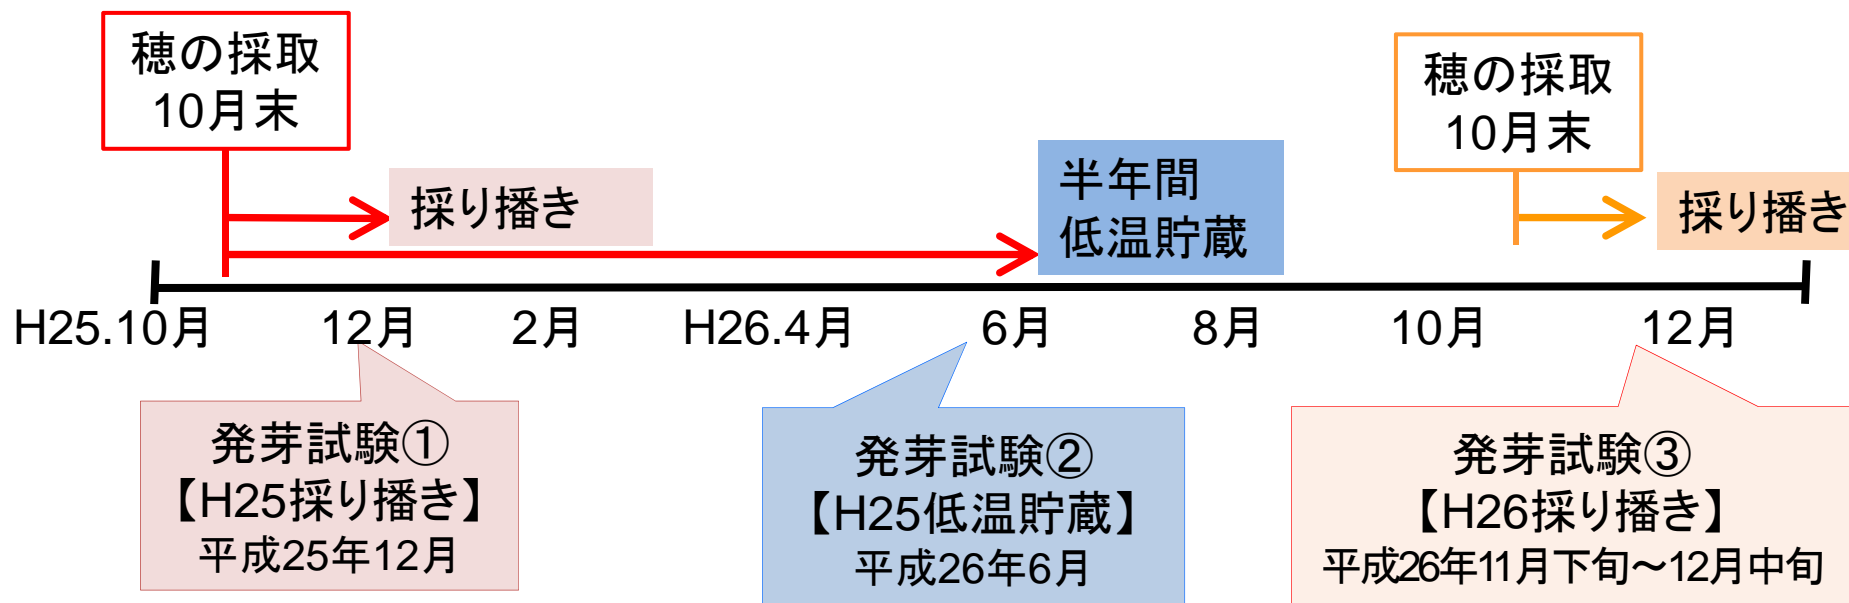 穂の採取
10月末
採り播き
半年間
低温貯蔵
穂の採取
10月末
採り播き
H25.10月 12月 2月 H26.4月 6月 8月 10月 12月
発芽試験①
【H25採り播き】
平成25年12月
発芽試験②
【H25低温貯蔵】
平成26年6月
発芽試験③
【H26採り播き】
平成26年11月下旬~12月中旬